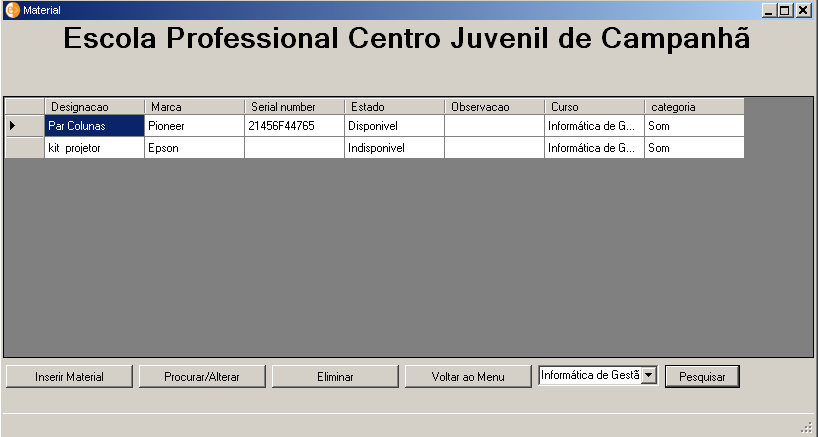 Material
Escola Professional Centro Juvenil de Campanhã
Designacao Marca Serial number Estado Observacao Curso categoria
Par Colunas Pioneer 21456F44765 Disponivel Informática de G... Som
kit projetor Epson Indisponivel Informática de G... Som
Inserir Material Procurar/Alterar Eliminar Voltar ao Menu Informática de Gestã Pesquisar